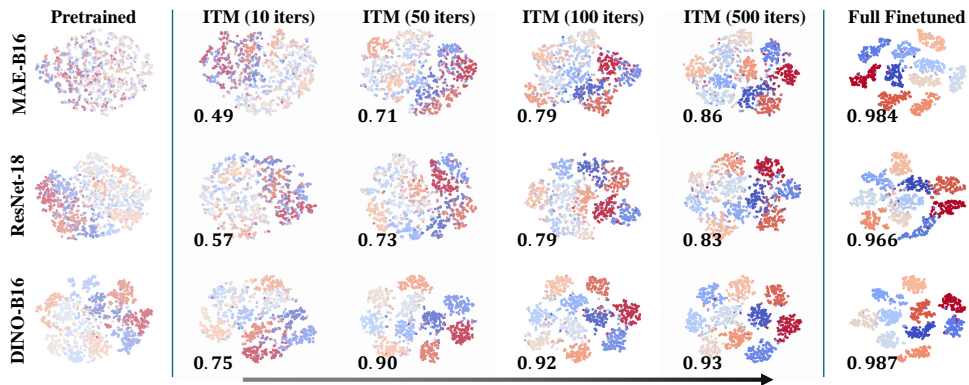 Pretrained ITM (10 iters) ITM (50 iters) ITM (100 iters) ITM (500 iters) Full Finetuned
MAE-B16
0.49 0.71 0.79 0.86 0.984
ResNet-18
0.57 0.73 0.79 0.83 0.966
DINO-B16
0.75 0.90 0.92 0.93 0.987